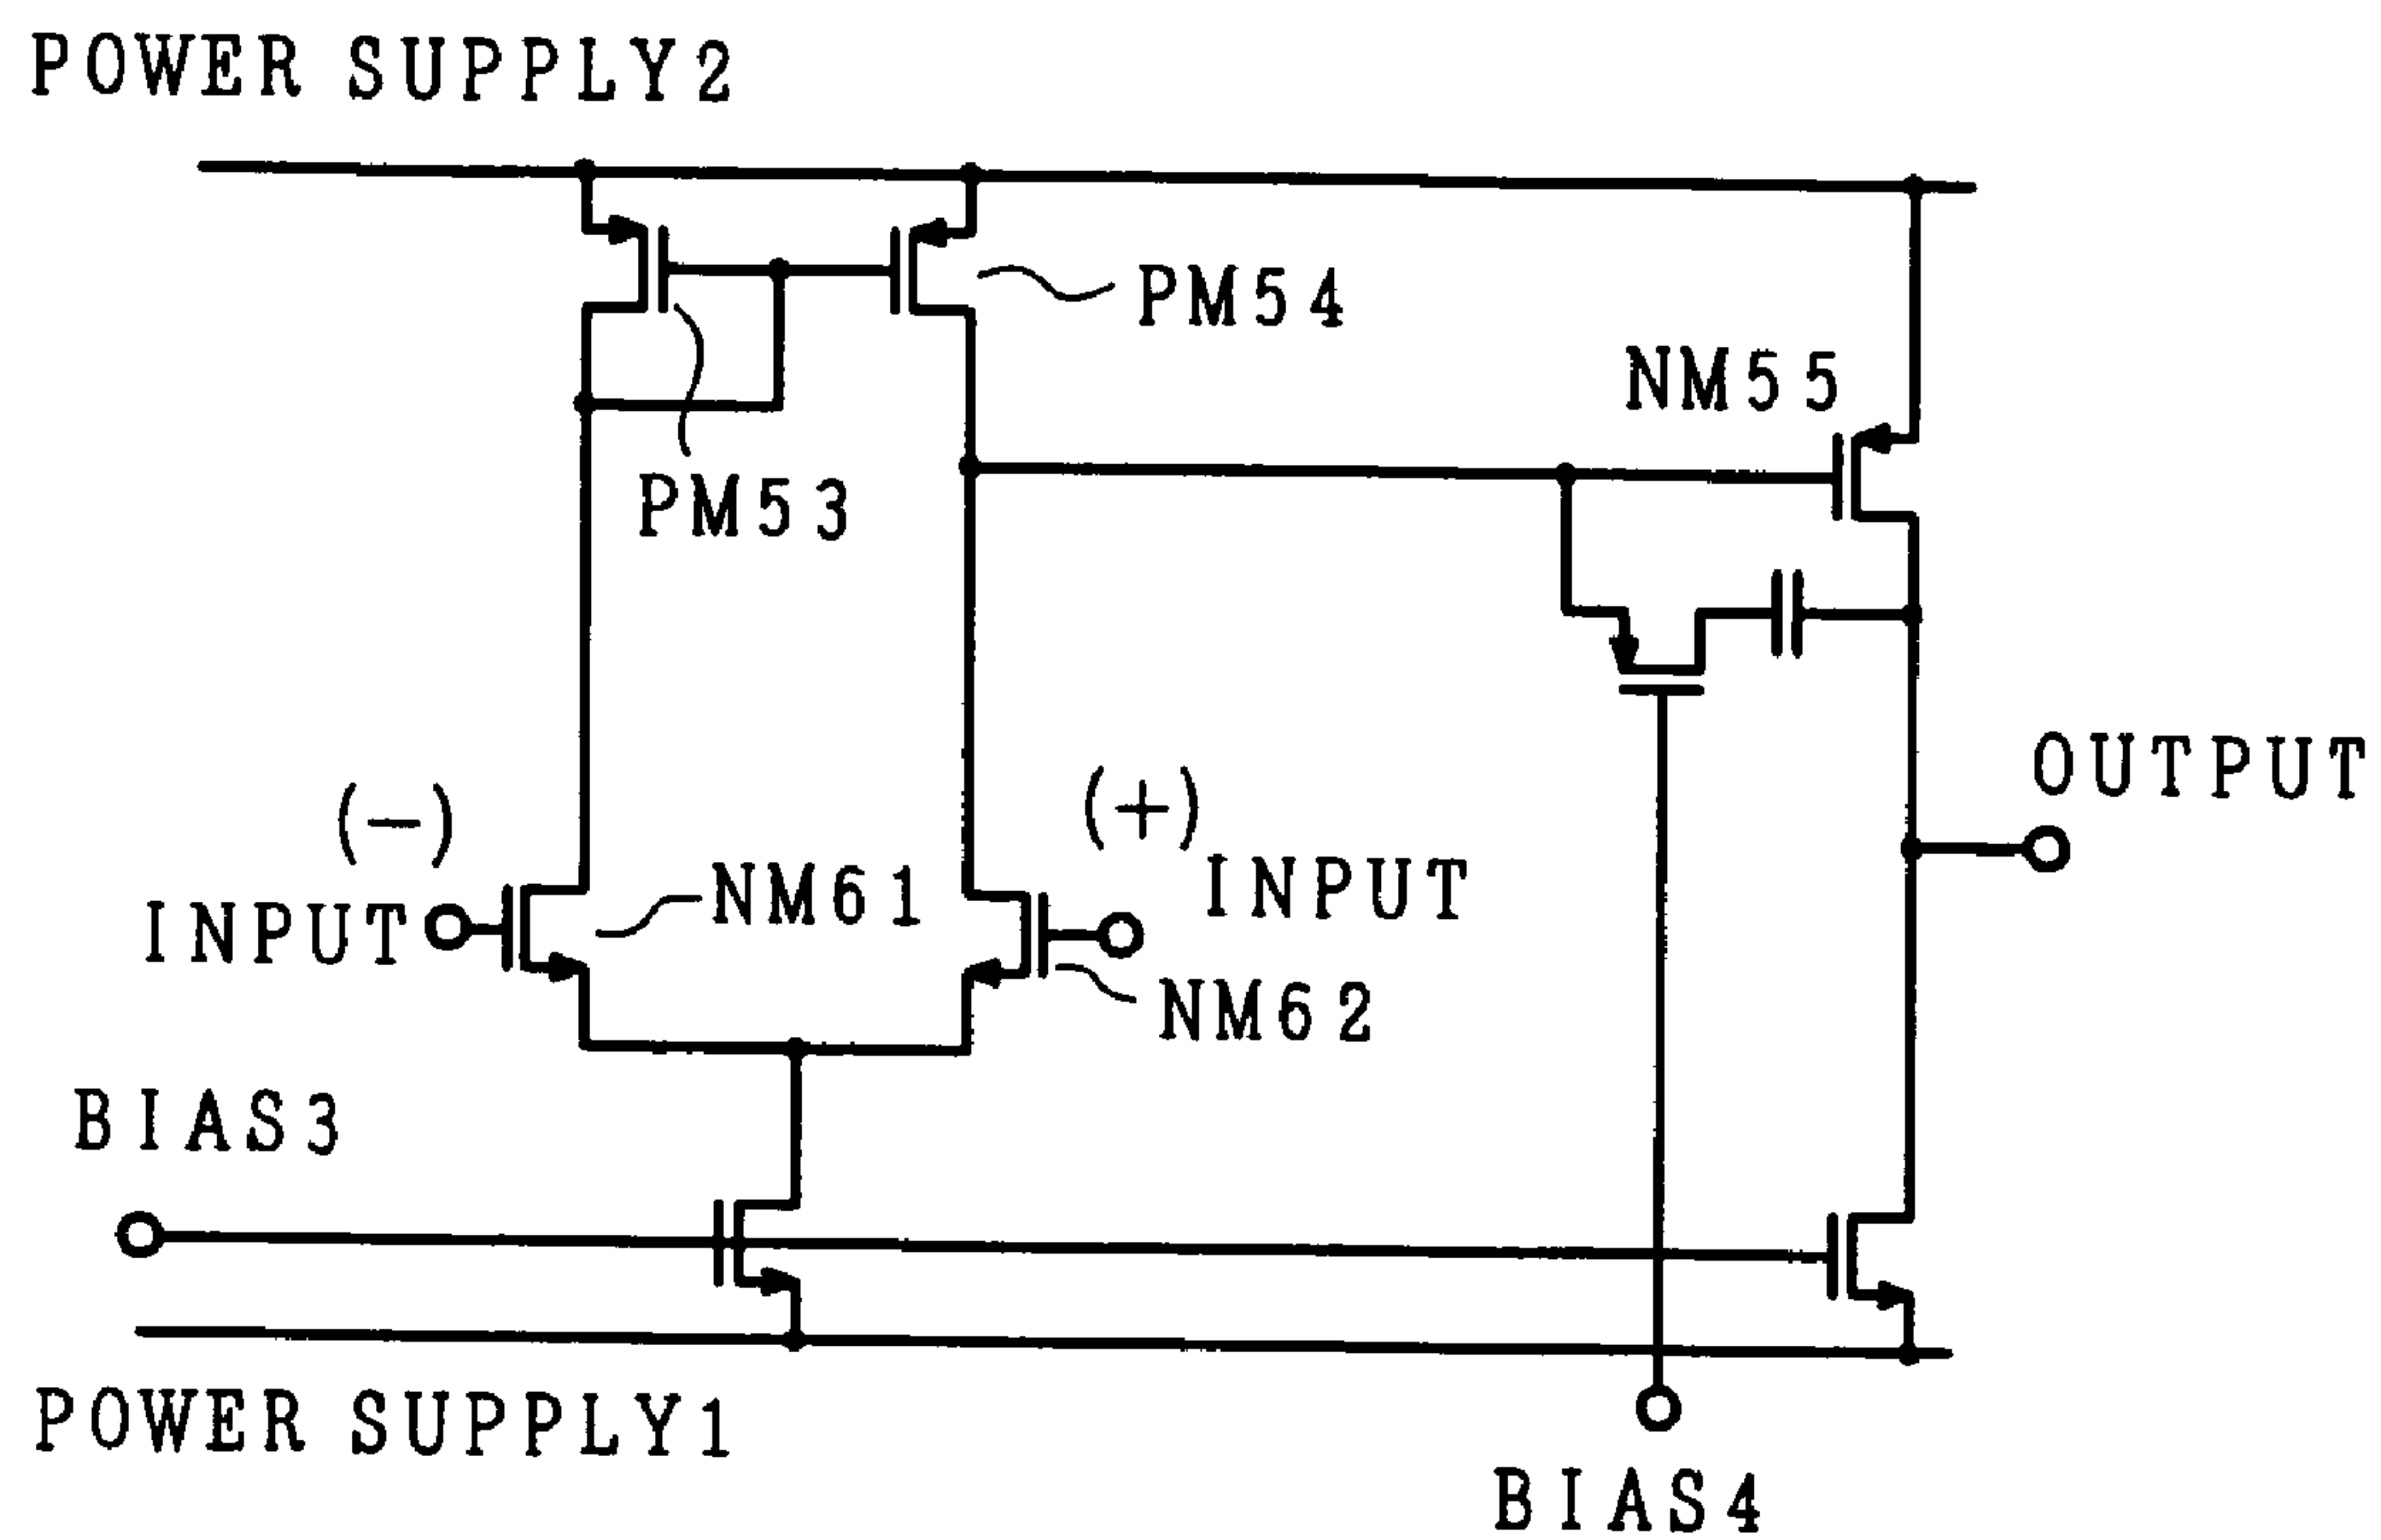 POWER SUPPLY2
PM54
NM55
PM53
OUTPUT
(-)
(+)
INPUT
NM61
INPUT
NM62
BIAS3
POWER SUPPLY1
BIAS4